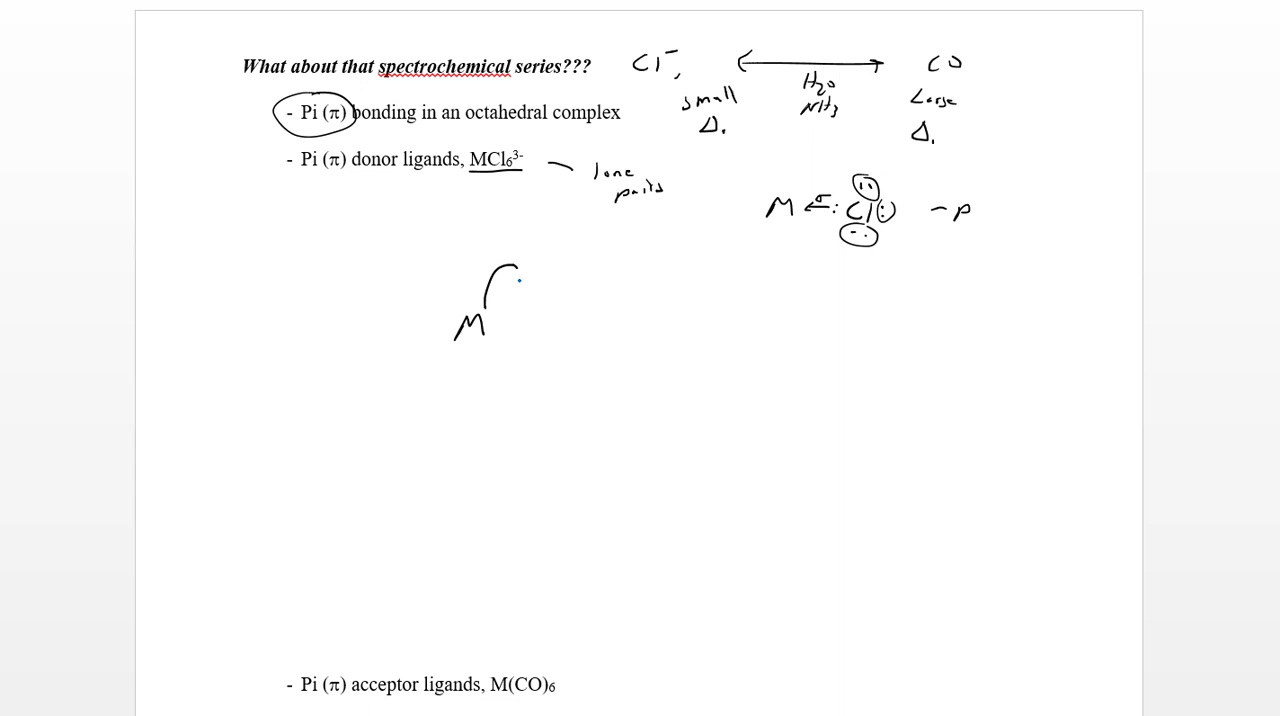 What about that spectrochemical series??? Cl⁻, CO
H₂O
small NH₃ Large
Δ. Δ.
- Pi (π) bonding in an octahedral complex
- Pi (π) donor ligands, MCl₆³⁻ lone
pairs
M ← σ : Cl : - p
M
- Pi (π) acceptor ligands, M(CO)₆